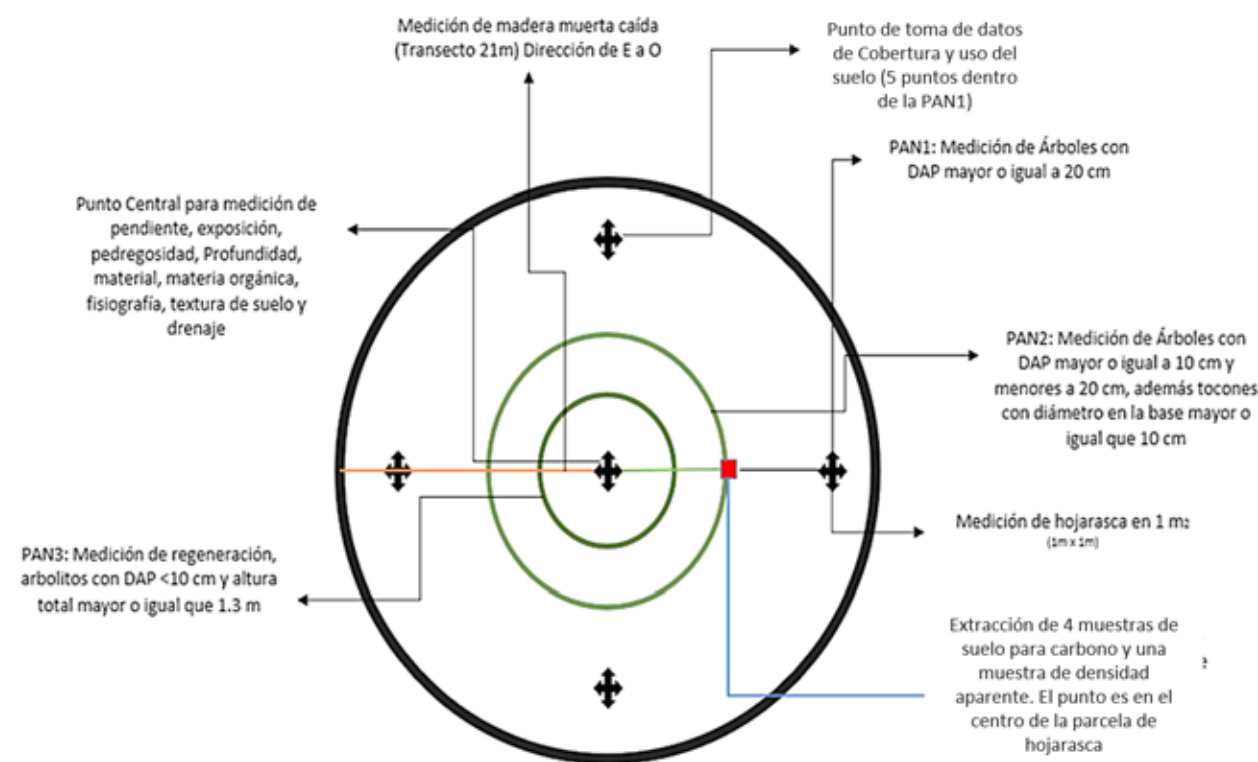 Medición de madera muerta caída
(Transecto 21m) Dirección de E a O
Punto de toma de datos
de Cobertura y uso del
suelo (5 puntos dentro
de la PAN1)
PAN1: Medición de Árboles con
DAP mayor o igual a 20 cm
Punto Central para medición de
pendiente, exposición,
pedregosidad, Profundidad,
material, materia orgánica,
fisiografía, textura de suelo y
drenaje
PAN2: Medición de Árboles con
DAP mayor o igual a 10 cm y
menores a 20 cm, además tocones
con diámetro en la base mayor o
igual que 10 cm
Medición de hojarasca en 1 m2
(1m x 1m)
PAN3: Medición de regeneración,
arbolitos con DAP <10 cm y altura
total mayor o igual que 1.3 m
Extracción de 4 muestras de
suelo para carbono y una
muestra de densidad
aparente. El punto es en el
centro de la parcela de
hojarasca